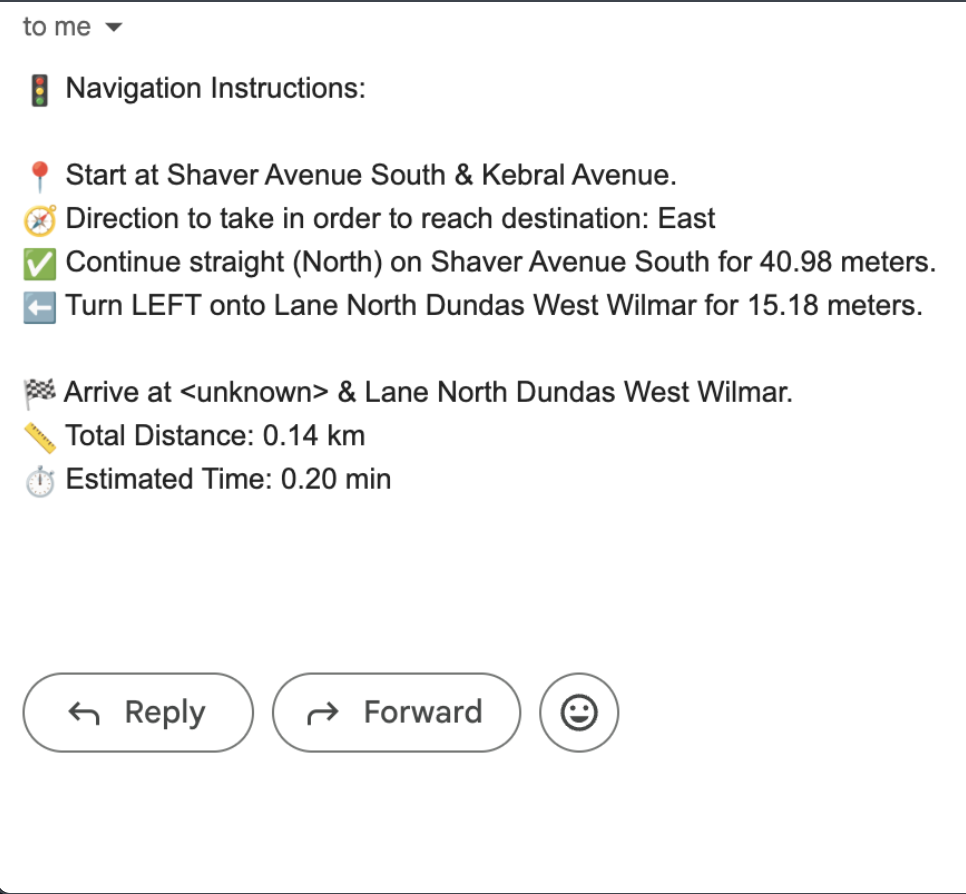 to me
🚦 Navigation Instructions:
📍 Start at Shaver Avenue South & Kebral Avenue.
🧭 Direction to take in order to reach destination: East
✅ Continue straight (North) on Shaver Avenue South for 40.98 meters.
⬅️ Turn LEFT onto Lane North Dundas West Wilmar for 15.18 meters.
🏁 Arrive at <unknown> & Lane North Dundas West Wilmar.
📏 Total Distance: 0.14 km
⏱️ Estimated Time: 0.20 min
Reply
Forward